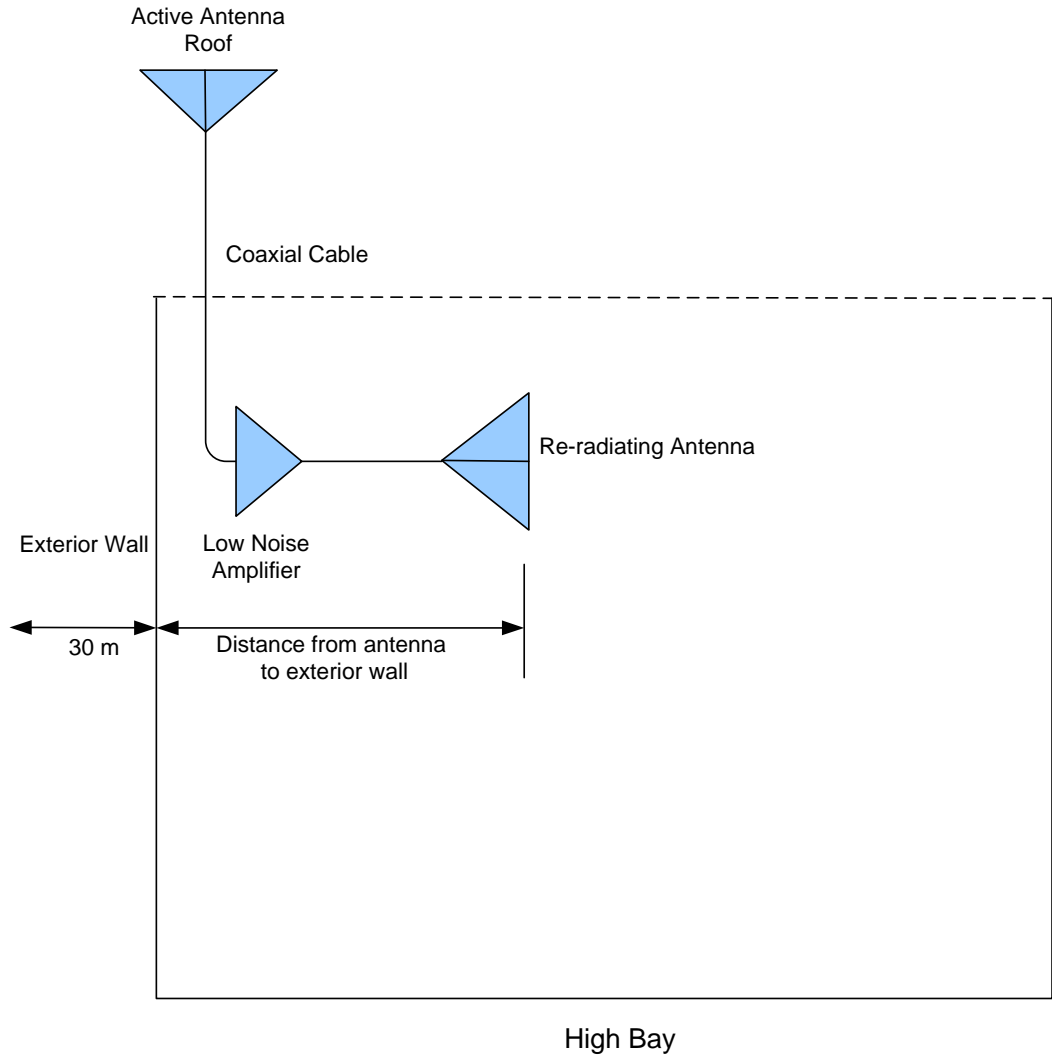 Active Antenna
Roof
Coaxial Cable
Re-radiating Antenna
Exterior Wall
Low Noise
Amplifier
30 m
Distance from antenna
to exterior wall
High Bay